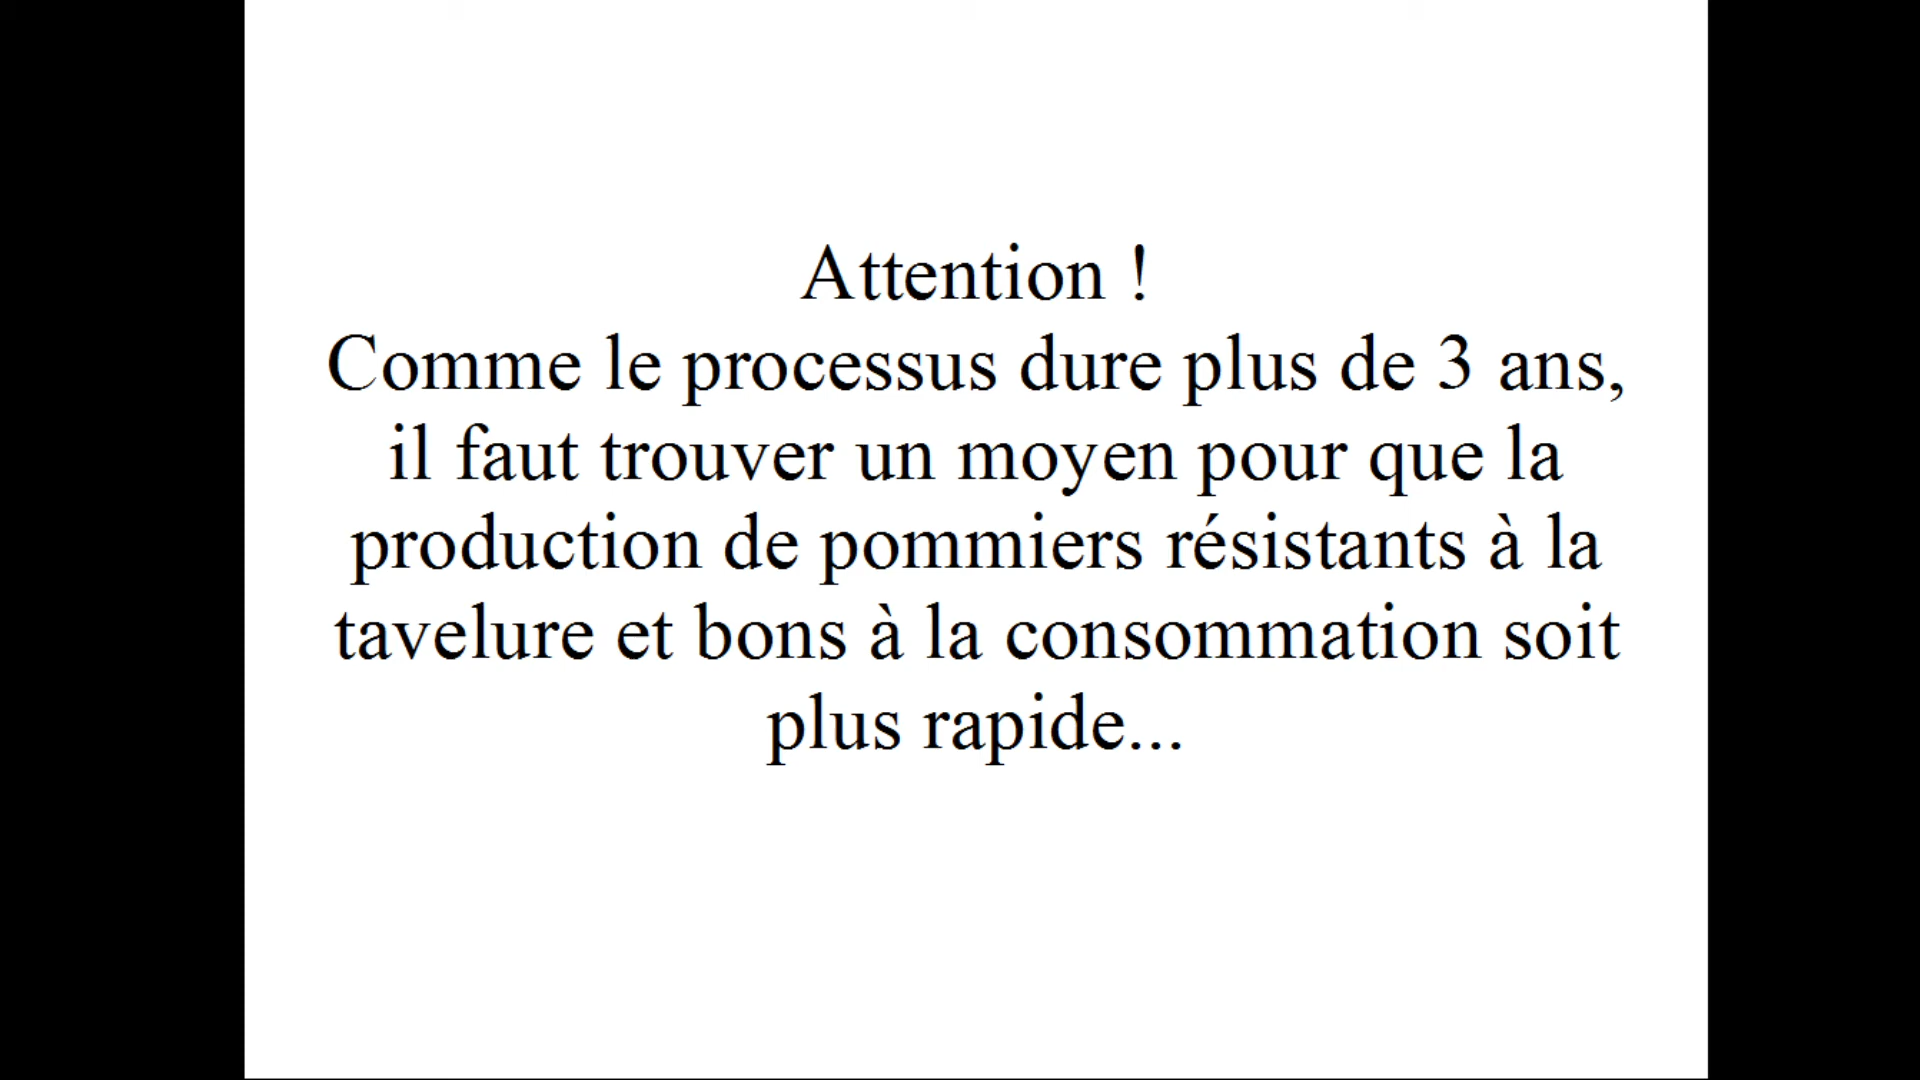 Attention !
Comme le processus dure plus de 3 ans,
il faut trouver un moyen pour que la
production de pommiers résistants à la
tavelure et bons à la consommation soit
plus rapide...